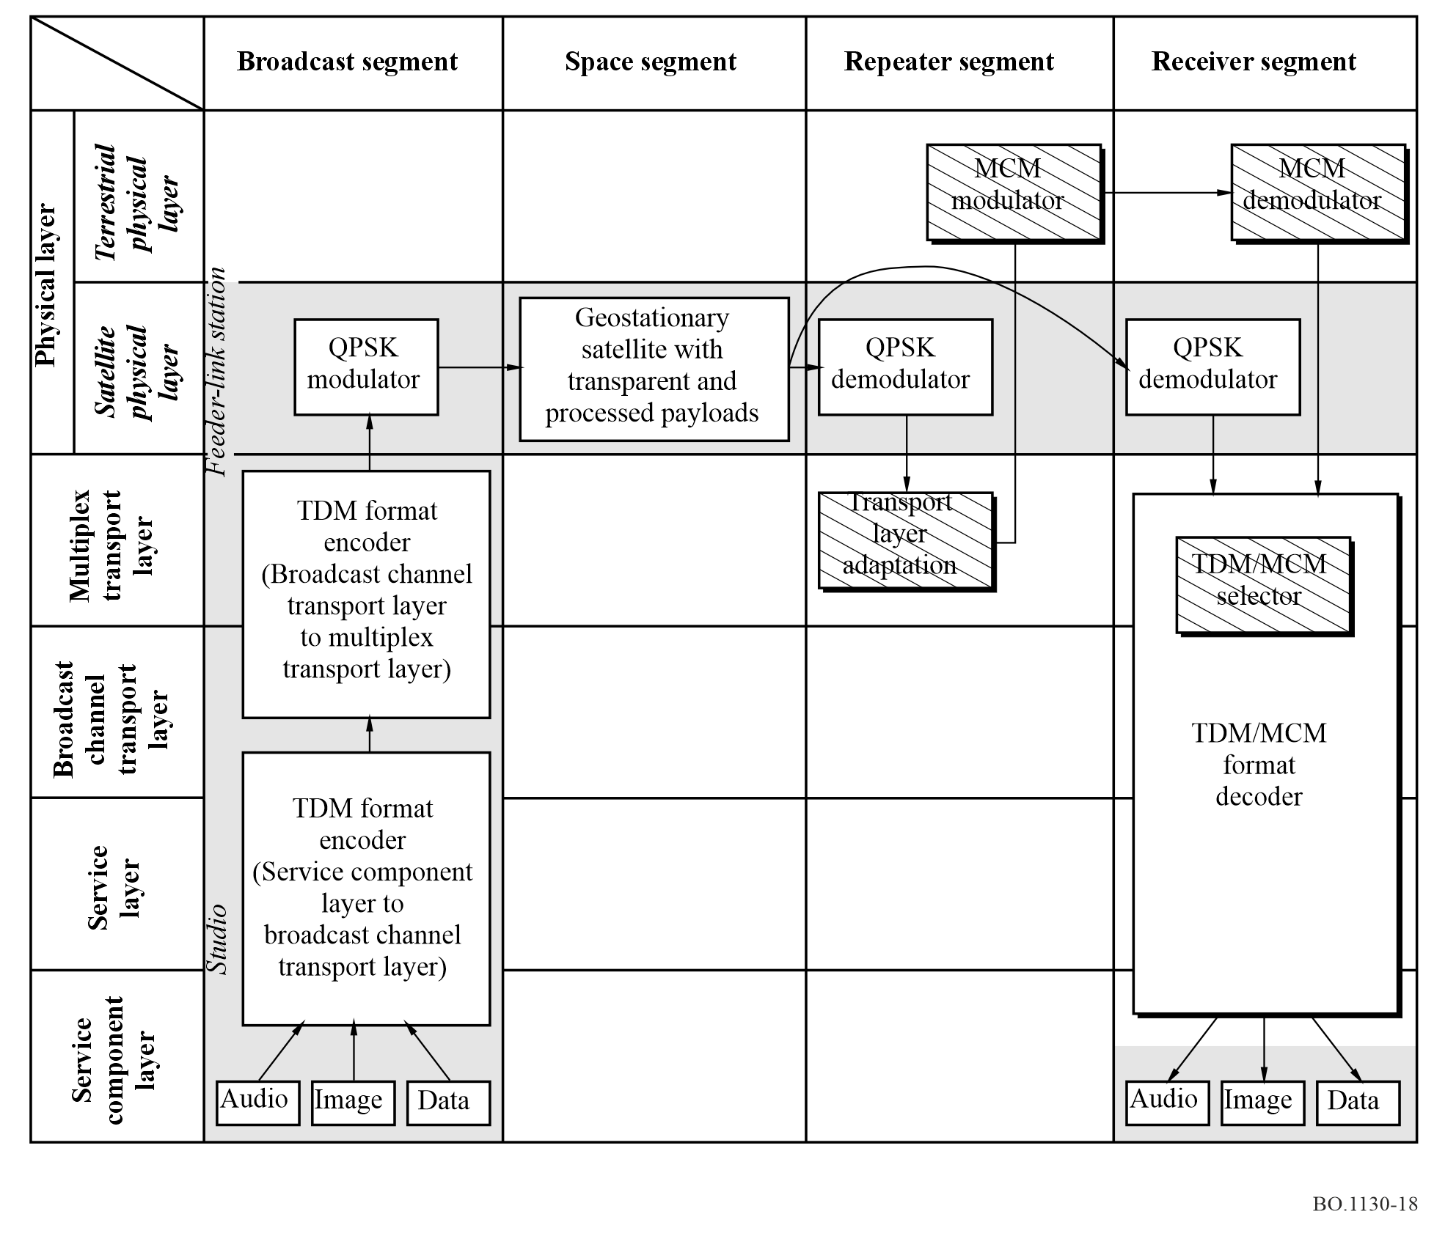 Broadcast segment
Space segment
Repeater segment
Receiver segment
Physical layer
Terrestrial
physical
layer
MCM
modulator
MCM
demodulator
Satellite
physical
layer
Feeder-link station
QPSK
modulator
Geostationary
satellite with
transparent and
processed payloads
QPSK
demodulator
QPSK
demodulator
Multiplex
transport
layer
TDM format
encoder
(Broadcast channel
transport layer
to multiplex
transport layer)
Transport
layer
adaptation
TDM/MCM
selector
Broadcast
channel
transport
layer
TDM/MCM
format
decoder
Service
layer
Studio
TDM format
encoder
(Service component
layer to
broadcast channel
transport layer)
Service
component
layer
Audio
Image
Data
Audio
Image
Data
BO.1130-18